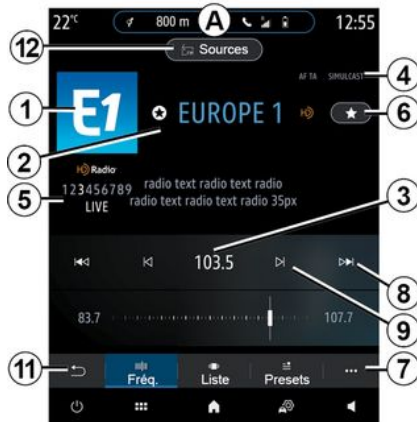 22°C 800 m A 12:55
12 Sources
AF TA SIMULCAST 4
1 E1 EUROPE 1 HD 6
2
HD Radio
5 123456789 radio text radio text radio
LIVE radio text radio text radio 35px
3
103.5
8
83.7 107.7
9
11 Fréq. Liste Presets ... 7